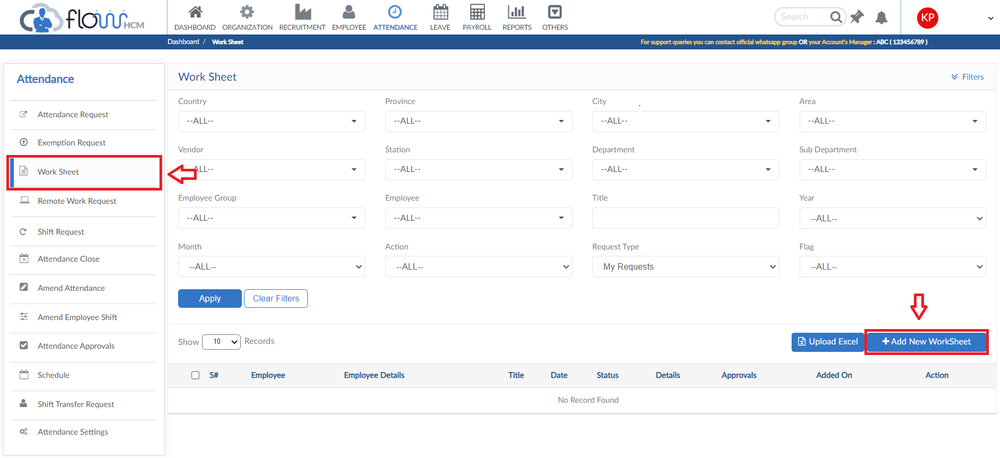 flowHCM
DASHBOARD
ORGANIZATION
RECRUITMENT
EMPLOYEE
ATTENDANCE
LEAVE
PAYROLL
REPORTS
OTHERS
Search
KP
Dashboard / Work Sheet
For support queries you can contact official whatsapp group OR your Account's Manager : ABC ( 123456789 )
Attendance
Attendance Request
Exemption Request
Work Sheet
Remote Work Request
Shift Request
Attendance Close
Amend Attendance
Amend Employee Shift
Attendance Approvals
Schedule
Shift Transfer Request
Attendance Settings
Work Sheet
Filters
Country Province City . Area
--ALL-- --ALL-- --ALL-- --ALL--
Vendor Station Department Sub Department
ALL-- --ALL-- --ALL-- --ALL--
Employee Group Employee Title Year
--ALL-- --ALL-- --ALL--
Month Action Request Type Flag
--ALL-- --ALL-- My Requests --ALL--
Apply Clear Filters
Show 10 Records
Upload Excel
+Add New WorkSheet
S# Employee Employee Details Title Date Status Details Approvals Added On Action
No Record Found